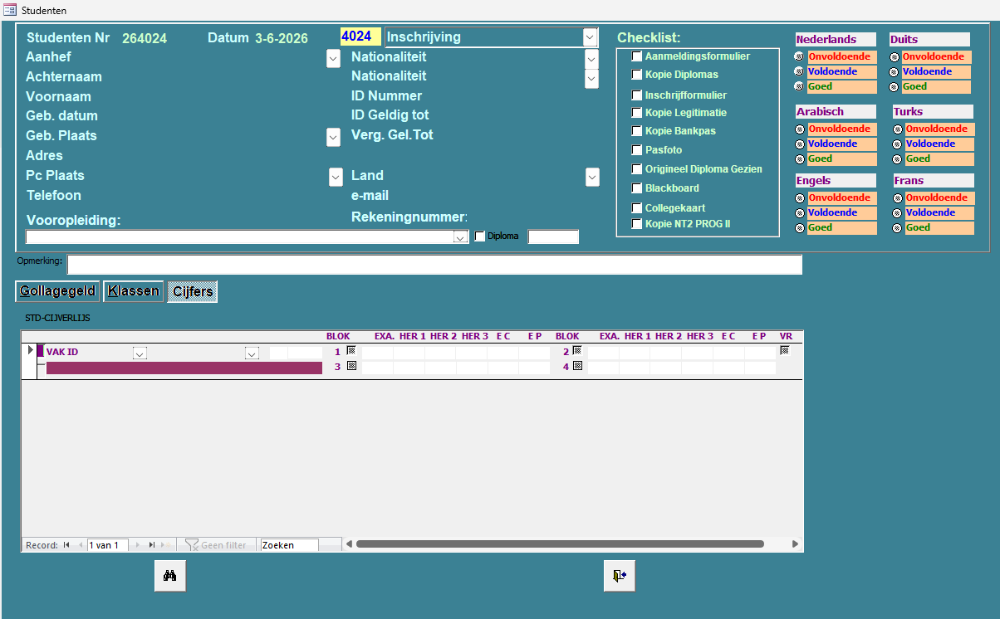 Studenten
Studenten Nr 264024 Datum 3-6-2026 4024 Inschrijving
Aanhef
Achternaam
Voornaam
Geb. datum
Geb. Plaats
Adres
Pc Plaats
Telefoon
Vooropleiding:
Nationaliteit
Nationaliteit
ID Nummer
ID Geldig tot
Verg. Gel.Tot
Land
e-mail
Rekeningnummer:
Diploma
Checklist:
Aanmeldingsformulier
Kopie Diplomas
Inschrijfformulier
Kopie Legitimatie
Kopie Bankpas
Pasfoto
Origineel Diploma Gezien
Blackboard
Collegekaart
Kopie NT2 PROG II
Nederlands
Onvoldoende
Voldoende
Goed
Duits
Onvoldoende
Voldoende
Goed
Arabisch
Onvoldoende
Voldoende
Goed
Turks
Onvoldoende
Voldoende
Goed
Engels
Onvoldoende
Voldoende
Goed
Frans
Onvoldoende
Voldoende
Goed
Opmerking:
Gollagegeld Klassen Cijfers
STD-CIJVERLIJS
BLOK EXA. HER 1 HER 2 HER 3 E C E P BLOK EXA. HER 1 HER 2 HER 3 E C E P VR
VAK ID 1 2
3 4
Record: 1 van 1 Geen filter Zoeken